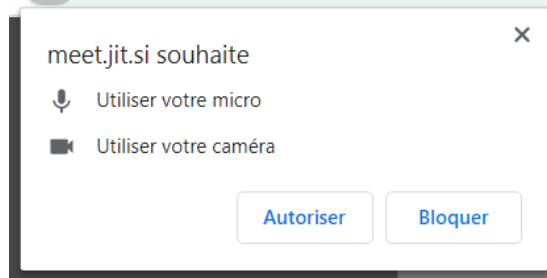 meet.jit.si souhaite
Utiliser votre micro
Utiliser votre caméra
Autoriser
Bloquer